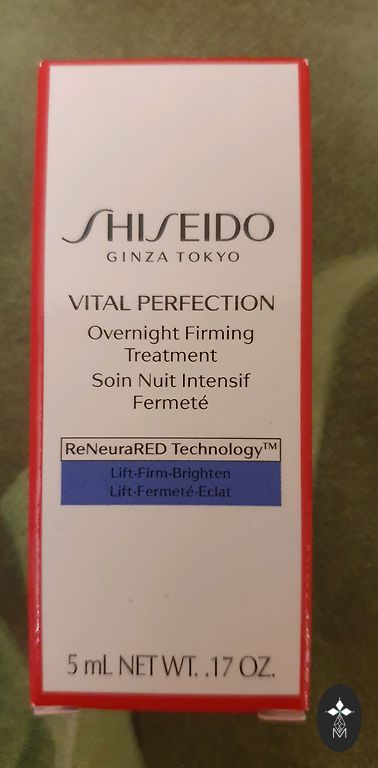 SHISEIDO
GINZA TOKYO
VITAL PERFECTION
Overnight Firming
Treatment
Soin Nuit Intensif
Fermeté
ReNeuraRED Technology™
Lift-Firm-Brighten
Lift-Fermeté-Eclat
5 mL NET WT. .17 OZ.